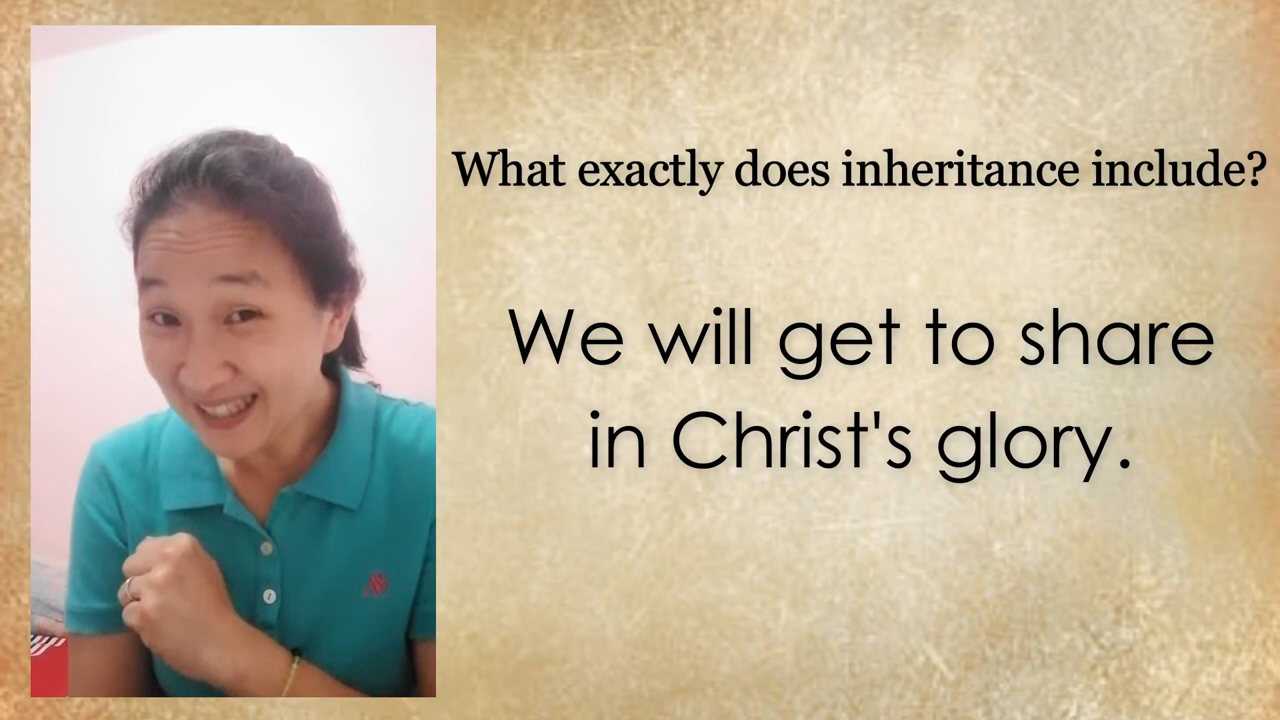 What exactly does inheritance include?
We will get to share
in Christ's glory.